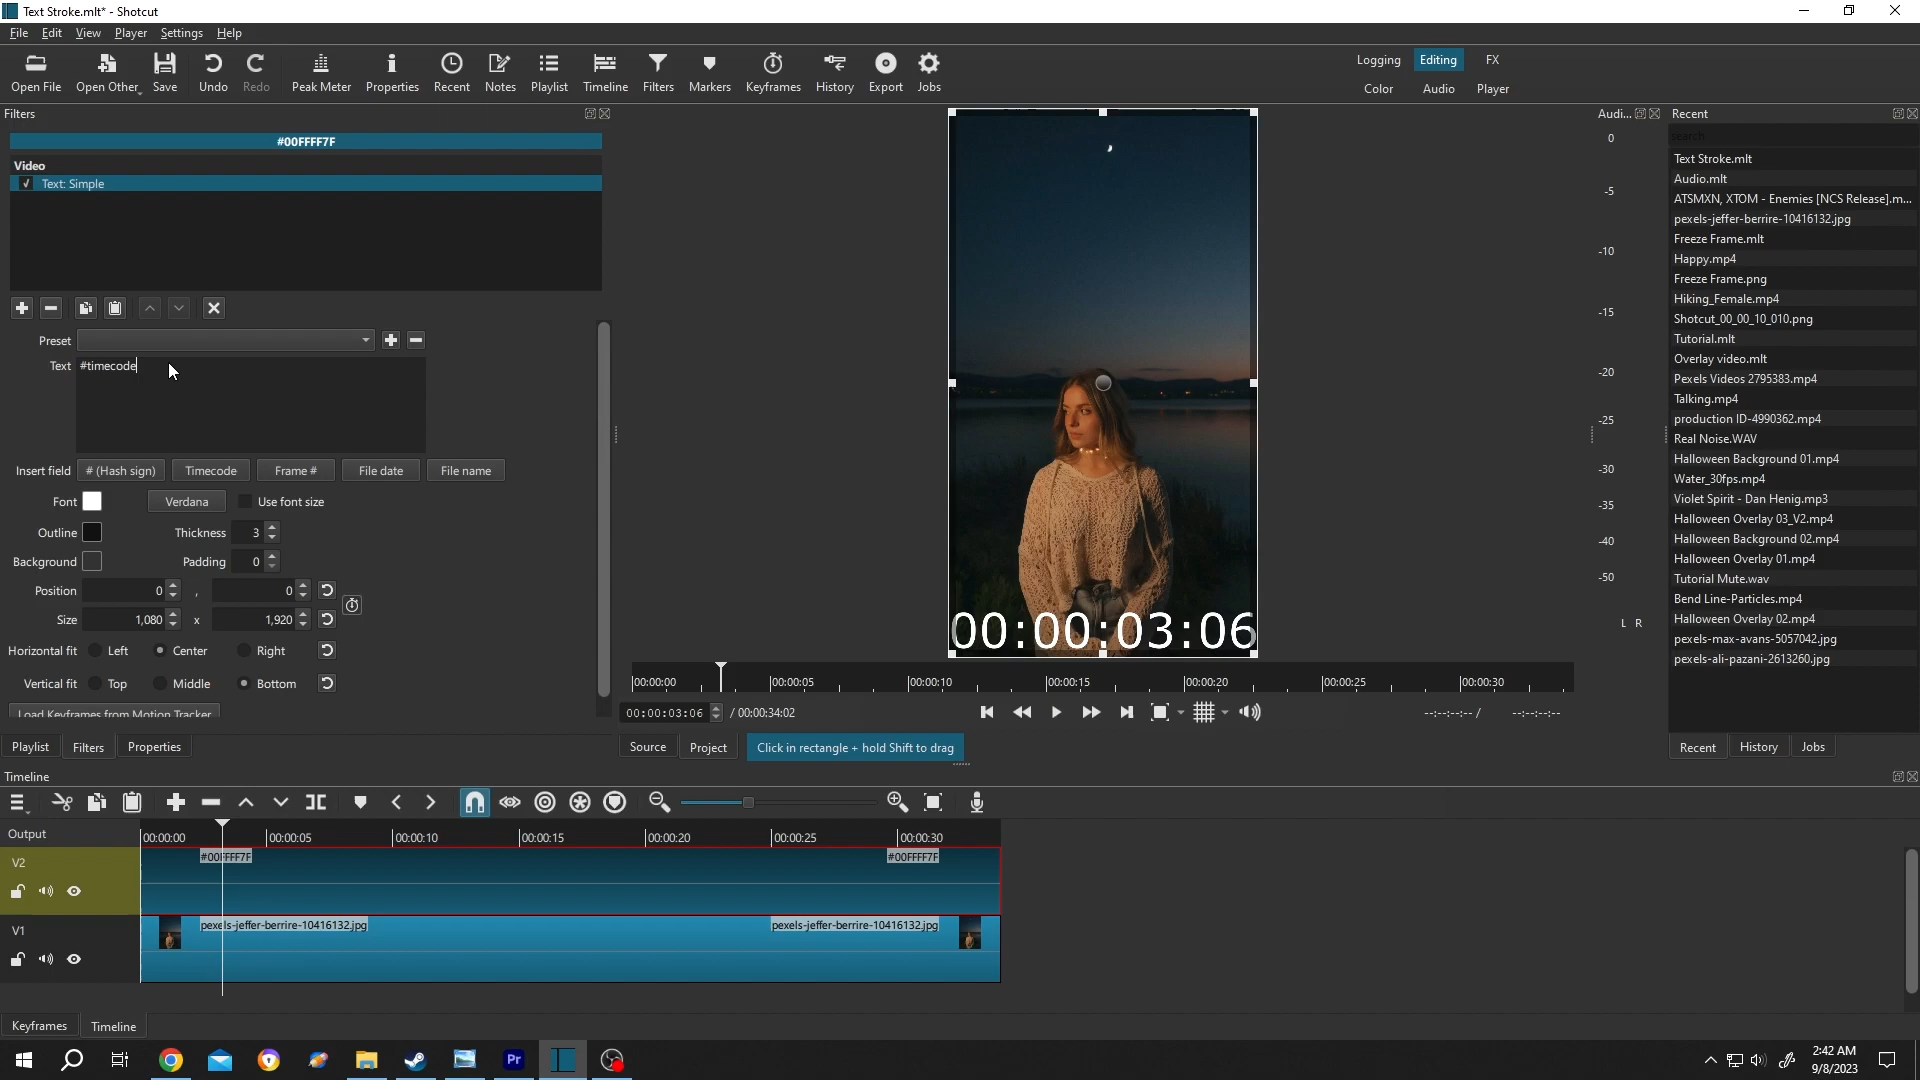 Text Stroke.mlt* - Shotcut
File Edit View Player Settings Help
Open File Open Other Save Undo Redo Peak Meter Properties Recent Notes Playlist Timeline Filters Markers Keyframes History Export Jobs
Logging Editing FX
Color Audio Player
Filters
#00FFFF7F
Video
Text: Simple
Preset
Text #timecode
Insert field # (Hash sign) Timecode Frame # File date File name
Font Verdana Use font size
Outline Thickness 3
Background Padding 0
Position 0 , 0
Size 1,080 x 1,920
Horizontal fit Left Center Right
Vertical fit Top Middle Bottom
Load Keyframes from Motion Tracker
Playlist Filters Properties
00:00:03:06
00:00:00 00:00:05 00:00:10 00:00:15 00:00:20 00:00:25 00:00:30
00:00:03:06 / 00:00:34:02
--:--:--:-- / --:--:--:--
Source Project Click in rectangle + hold Shift to drag
Audi...
0
-5
-10
-15
-20
-25
-30
-35
-40
-50
L R
Recent
search
Text Stroke.mlt
Audio.mlt
ATSMXN, XTOM - Enemies [NCS Release].m...
pexels-jeffer-berrire-10416132.jpg
Freeze Frame.mlt
Happy.mp4
Freeze Frame.png
Hiking_Female.mp4
Shotcut_00_00_10_010.png
Tutorial.mlt
Overlay video.mlt
Pexels Videos 2795383.mp4
Talking.mp4
production ID-4990362.mp4
Real Noise.WAV
Halloween Background 01.mp4
Water_30fps.mp4
Violet Spirit - Dan Henig.mp3
Halloween Overlay 03_V2.mp4
Halloween Background 02.mp4
Halloween Overlay 01.mp4
Tutorial Mute.wav
Bend Line-Particles.mp4
Halloween Overlay 02.mp4
pexels-max-avans-5057042.jpg
pexels-ali-pazani-2613260.jpg
Recent History Jobs
Timeline
Output
00:00:00 00:00:05 00:00:10 00:00:15 00:00:20 00:00:25 00:00:30
V2
#00FFFF7F #00FFFF7F
V1
pexels-jeffer-berrire-10416132.jpg pexels-jeffer-berrire-10416132.jpg
Keyframes Timeline
Pr
2:42 AM
9/8/2023